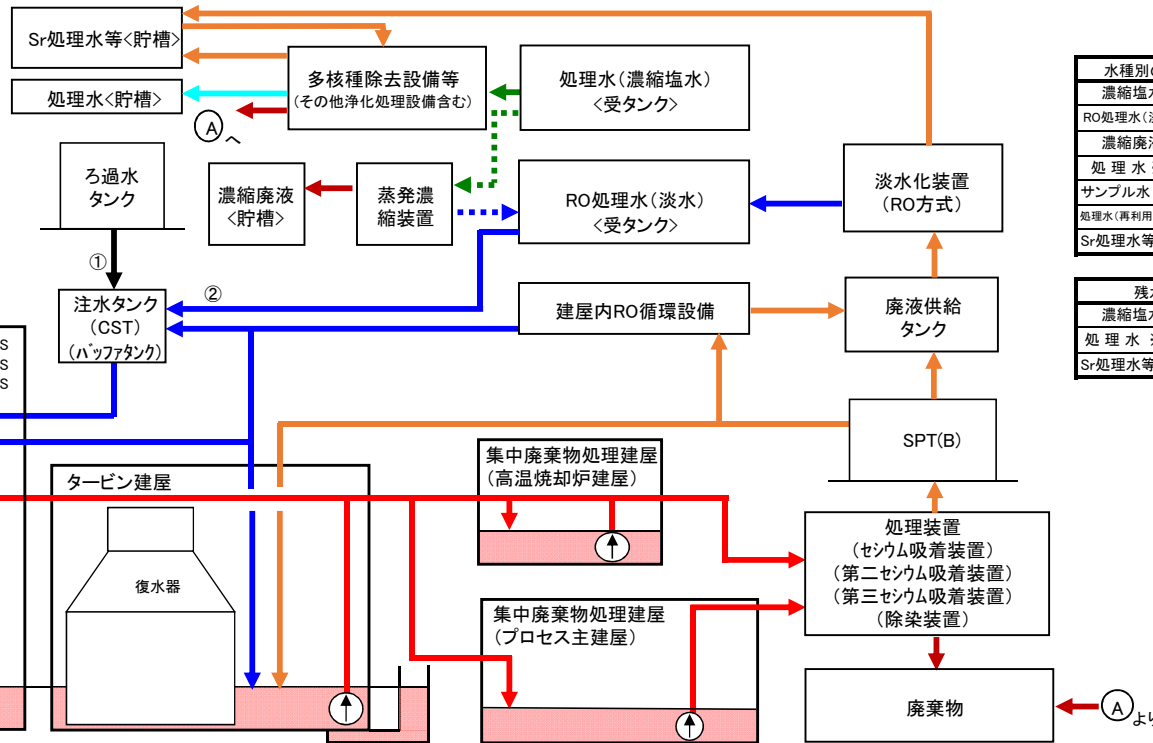 Sr処理水等<貯槽>
処理水<貯槽>
多核種除去設備等
(その他浄化処理設備含む)
Aへ
処理水(濃縮塩水)
<受タンク>
ろ過水
タンク
濃縮廃液
<貯槽>
蒸発濃
縮装置
RO処理水(淡水)
<受タンク>
淡水化装置
(RO方式)
①
②
注水タンク
(CST)
(バッファタンク)
建屋内RO循環設備
廃液供給
タンク
SPT(B)
S
S
S
タービン建屋
復水器
集中廃棄物処理建屋
(高温焼却炉建屋)
集中廃棄物処理建屋
(プロセス主建屋)
処理装置
(セシウム吸着装置)
(第二セシウム吸着装置)
(第三セシウム吸着装置)
(除染装置)
廃棄物
Aより
水種別の
濃縮塩水
RO処理水(淡
濃縮廃液
処理水
サンプル水
処理水(再利用
Sr処理水等
残水
濃縮塩水
処理水
Sr処理水等